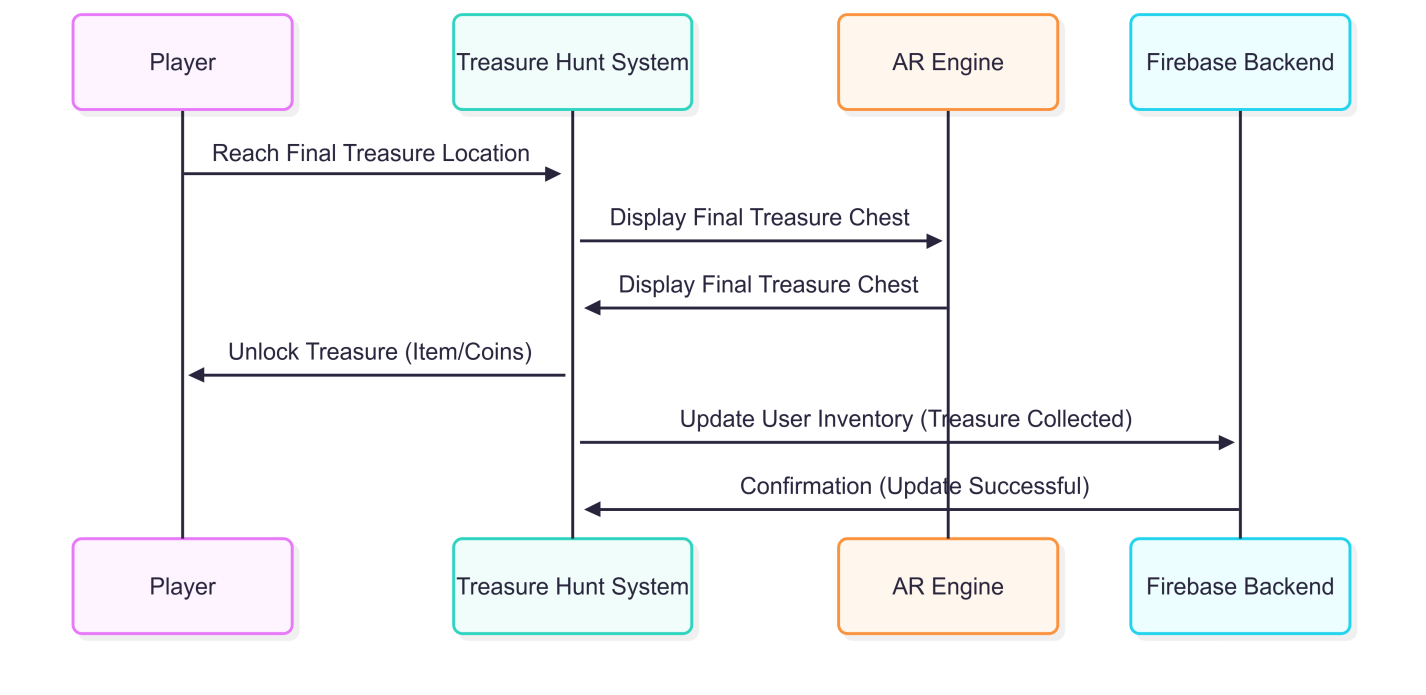 Player
Treasure Hunt System
AR Engine
Firebase Backend
Reach Final Treasure Location
Display Final Treasure Chest
Display Final Treasure Chest
Unlock Treasure (Item/Coins)
Update User Inventory (Treasure Collected)
Confirmation (Update Successful)
Player
Treasure Hunt System
AR Engine
Firebase Backend